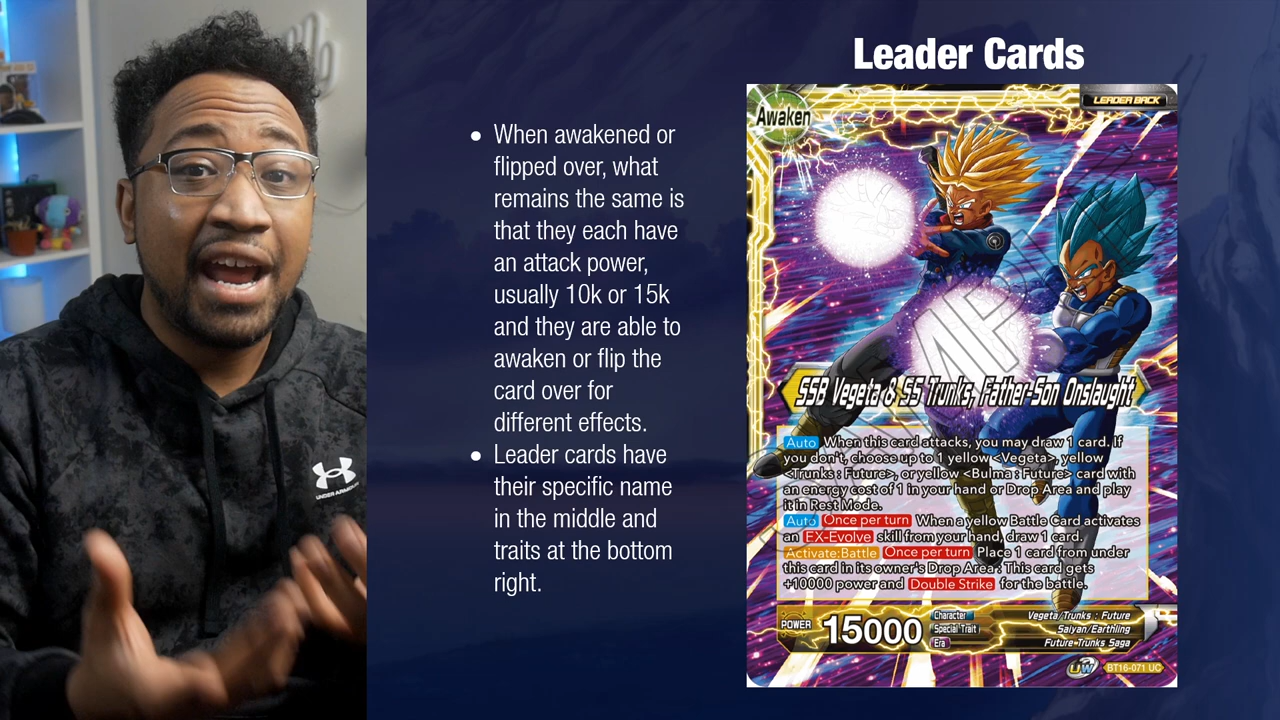 Leader Cards
• When awakened or
flipped over, what
remains the same is
that they each have
an attack power,
usually 10k or 15k
and they are able to
awaken or flip the
card over for
different effects.
• Leader cards have
their specific name
in the middle and
traits at the bottom
right.
UNDER ARMOUR
Awaken
LEADER BACK
SSB Vegeta & SS Trunks, Father-Son Onslaught
Auto When this card attacks, you may draw 1 card. If
you don't, choose up to 1 yellow <Vegeta>, yellow
<Trunks : Future>, or yellow <Bulma : Future> card with
an energy cost of 1 in your hand or Drop Area and play
it in Rest Mode.
Auto Once per turn When a yellow Battle Card activates
an EX-Evolve skill from your hand, draw 1 card.
Activate:Battle Once per turn Place 1 card from under
this card in its owner's Drop Area : This card gets
+10000 power and Double Strike for the battle.
POWER 15000
Character Vegeta/Trunks : Future
Special Trait Saiyan/Earthling
Era Future Trunks Saga
UW BT16-071 UC